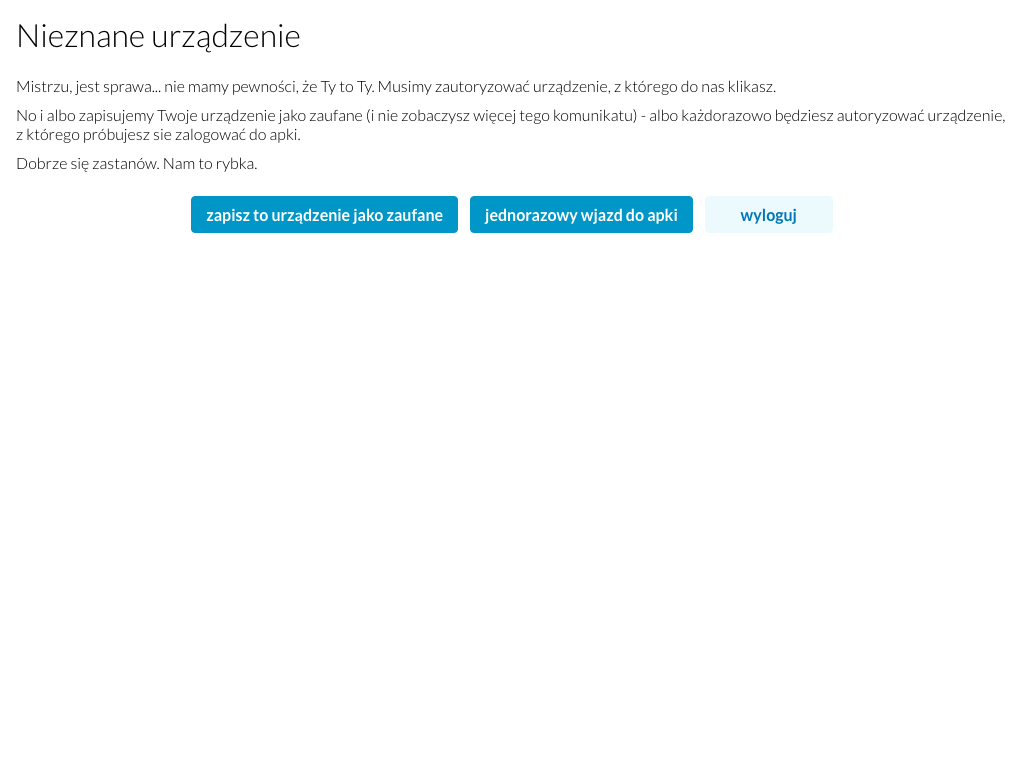 Nieznane urządzenie
Mistrzu, jest sprawa... nie mamy pewności, że Ty to Ty. Musimy zautoryzować urządzenie, z którego do nas klikasz.
No i albo zapisujemy Twoje urządzenie jako zaufane (i nie zobaczysz więcej tego komunikatu) - albo każdorazowo będziesz autoryzować urządzenie,
z którego próbujesz sie zalogować do apki.
Dobrze się zastanów. Nam to rybka.
zapisz to urządzenie jako zaufane
jednorazowy wjazd do apki
wyloguj